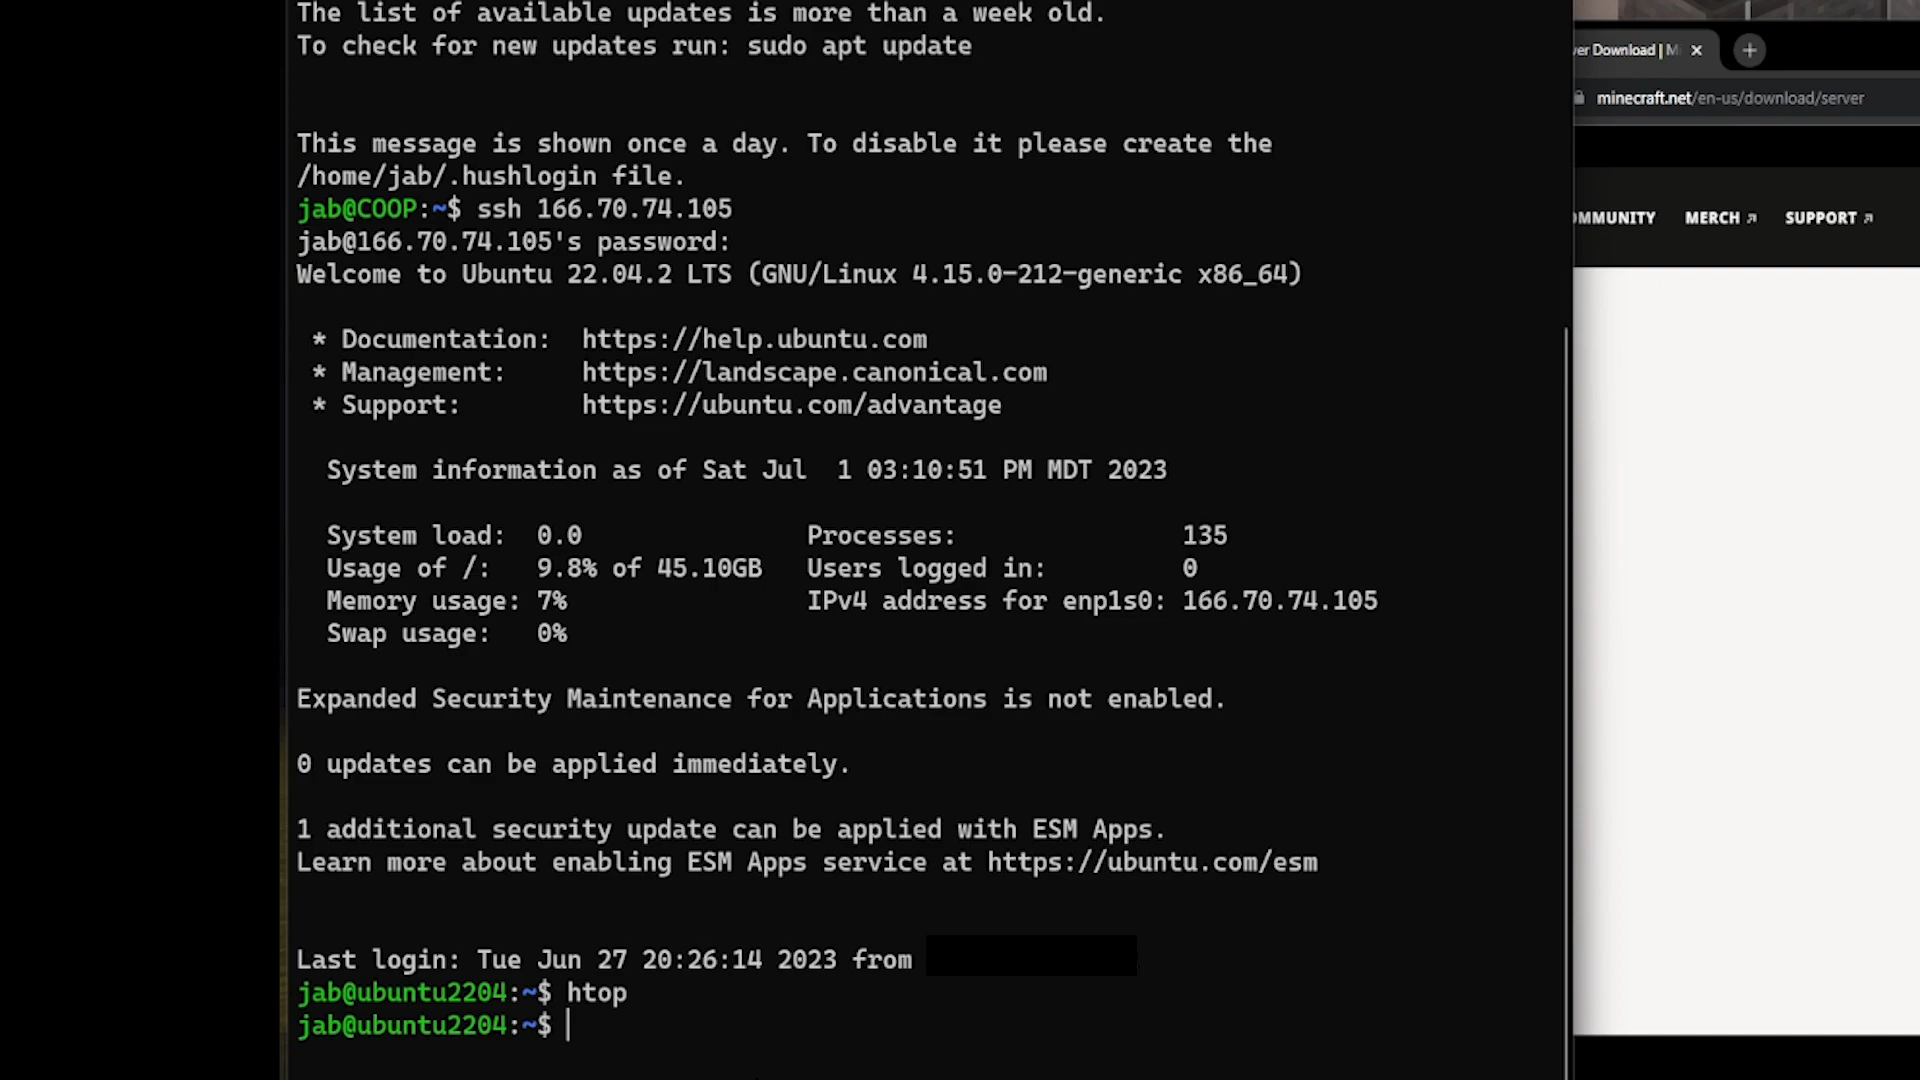 The list of available updates is more than a week old.
To check for new updates run: sudo apt update
This message is shown once a day. To disable it please create the
/home/jab/.hushlogin file.
jab@COOP:~$ ssh 166.70.74.105
jab@166.70.74.105's password:
Welcome to Ubuntu 22.04.2 LTS (GNU/Linux 4.15.0-212-generic x86_64)
* Documentation: https://help.ubuntu.com
* Management: https://landscape.canonical.com
* Support: https://ubuntu.com/advantage
System information as of Sat Jul 1 03:10:51 PM MDT 2023
System load: 0.0 Processes: 135
Usage of /: 9.8% of 45.10GB Users logged in: 0
Memory usage: 7% IPv4 address for enp1s0: 166.70.74.105
Swap usage: 0%
Expanded Security Maintenance for Applications is not enabled.
0 updates can be applied immediately.
1 additional security update can be applied with ESM Apps.
Learn more about enabling ESM Apps service at https://ubuntu.com/esm
Last login: Tue Jun 27 20:26:14 2023 from
jab@ubuntu2204:~$ htop
jab@ubuntu2204:~$
ver Download | M
minecraft.net/en-us/download/server
OMMUNITY MERCH SUPPORT